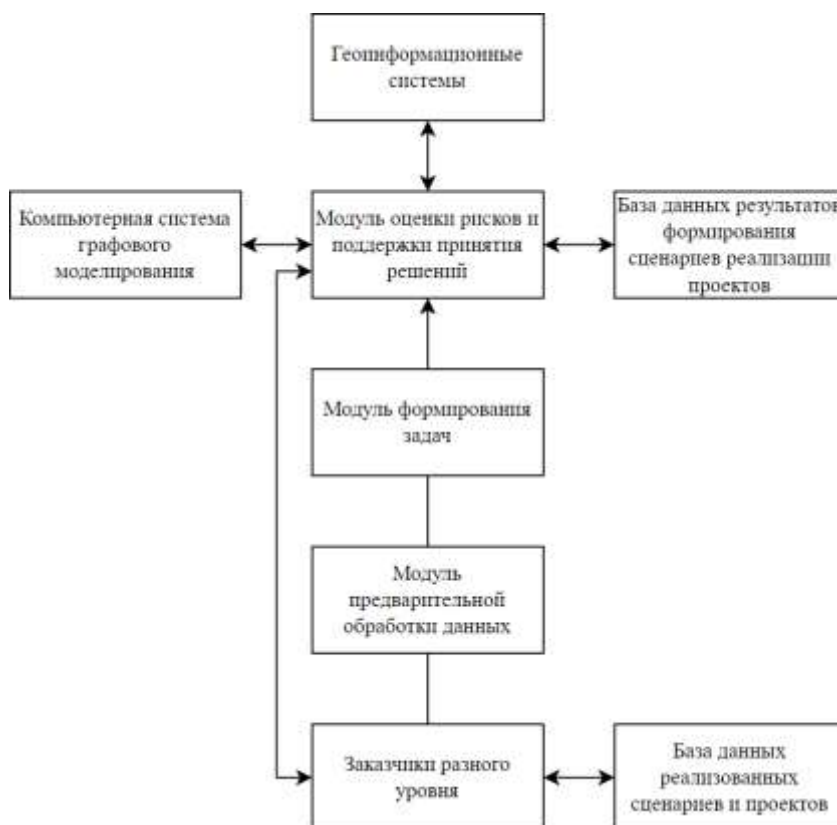 Геоинформационные
системы
Компьютерная система
графового
моделирования
Модуль оценки рисков и
поддержки принятия
решений
База данных результатов
формирования
сценариев реализации
проектов
Модуль формирования
задач
Модуль
предварительной
обработки данных
Заказчики разного
уровня
База данных
реализованных
сценариев и проектов